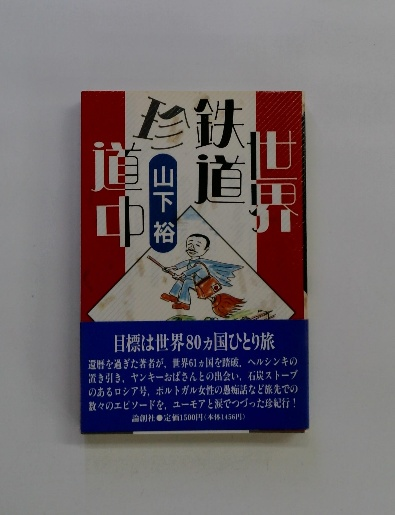 世界
鉄道
珍
道中
山下裕
目標は世界80ヵ国ひとり旅
還暦を過ぎた著者が、世界61ヵ国を踏破。ヘルシンキの
置き引き、ヤンキーおばさんとの出会い、石炭ストーブ
のあるロシア号、ポルトガル女性の愚痴話など旅先での
数々のエピソードを、ユーモアと涙でつづった珍紀行!
論創社●定価1500円(本体1456円)